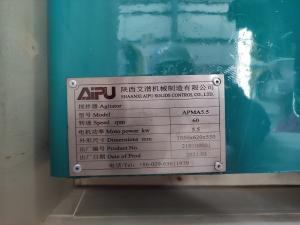 AIPU 陕西艾潽机械制造有限公司
SHAANXI AIPU SOLIDS CONTROL CO., LTD.
搅拌器 Agitator
型号 Model APMA5.5
转速 Speed rpm 60
电机功率 Moto power kw 5.5
外形尺寸 Dimensions mm
出厂编号 Product No.
出厂日期 Date of Prod
电话/Tel: